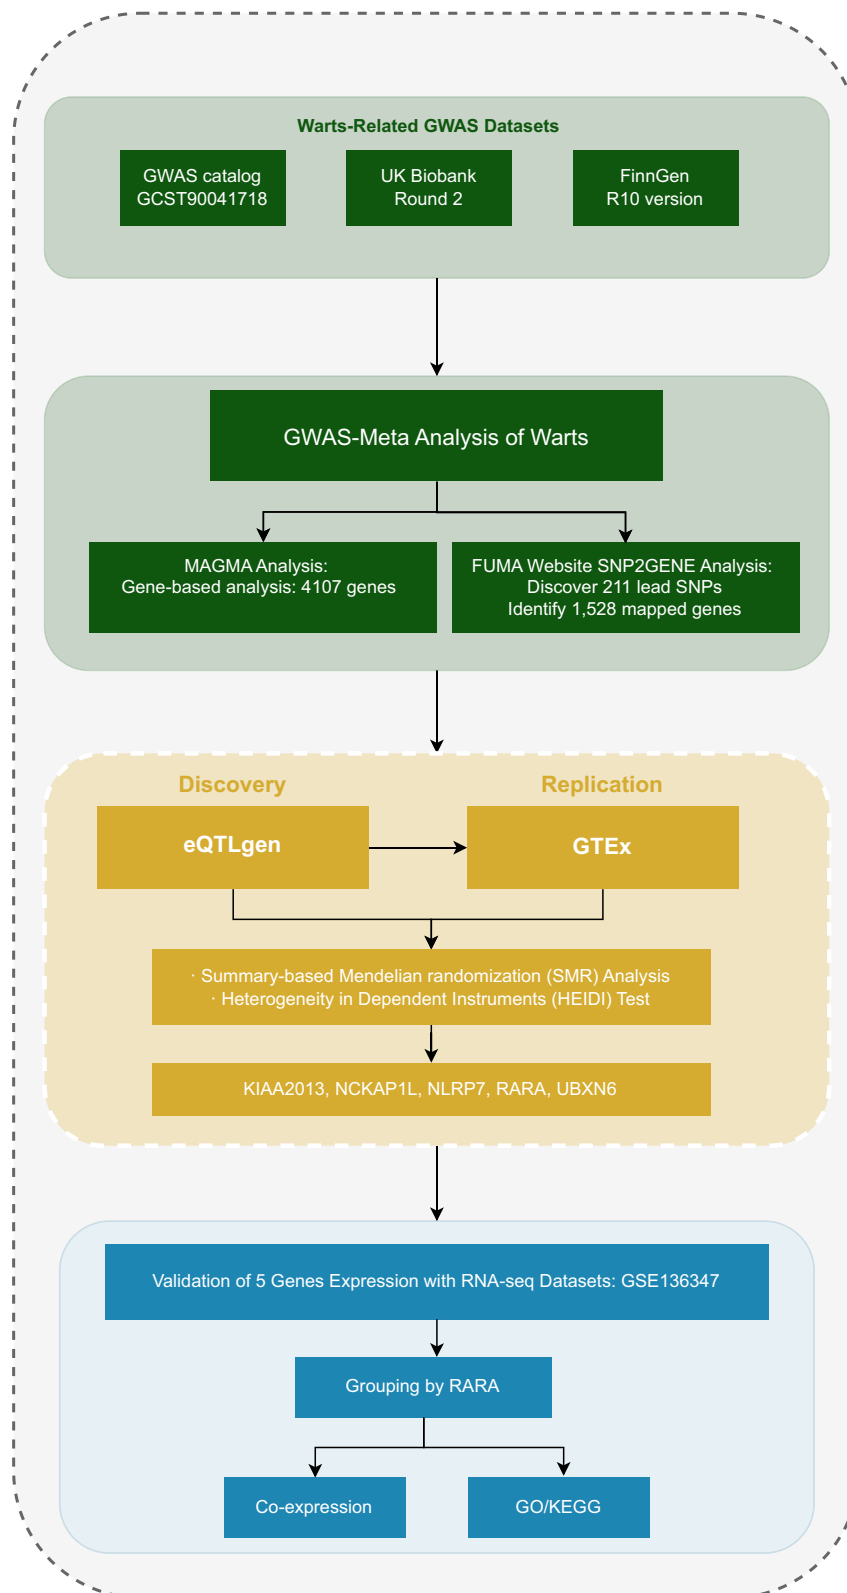 Warts-Related GWAS Datasets
GWAS catalog
GCST90041718
UK Biobank
Round 2
FinnGen
R10 version
GWAS-Meta Analysis of Warts
MAGMA Analysis:
Gene-based analysis: 4107 genes
FUMA Website SNP2GENE Analysis:
Discover 211 lead SNPs
Identify 1,528 mapped genes
Discovery
Replication
eQTLgen
GTEx
· Summary-based Mendelian randomization (SMR) Analysis
· Heterogeneity in Dependent Instruments (HEIDI) Test
KIAA2013, NCKAP1L, NLRP7, RARA, UBXN6
Validation of 5 Genes Expression with RNA-seq Datasets: GSE136347
Grouping by RARA
Co-expression
GO/KEGG